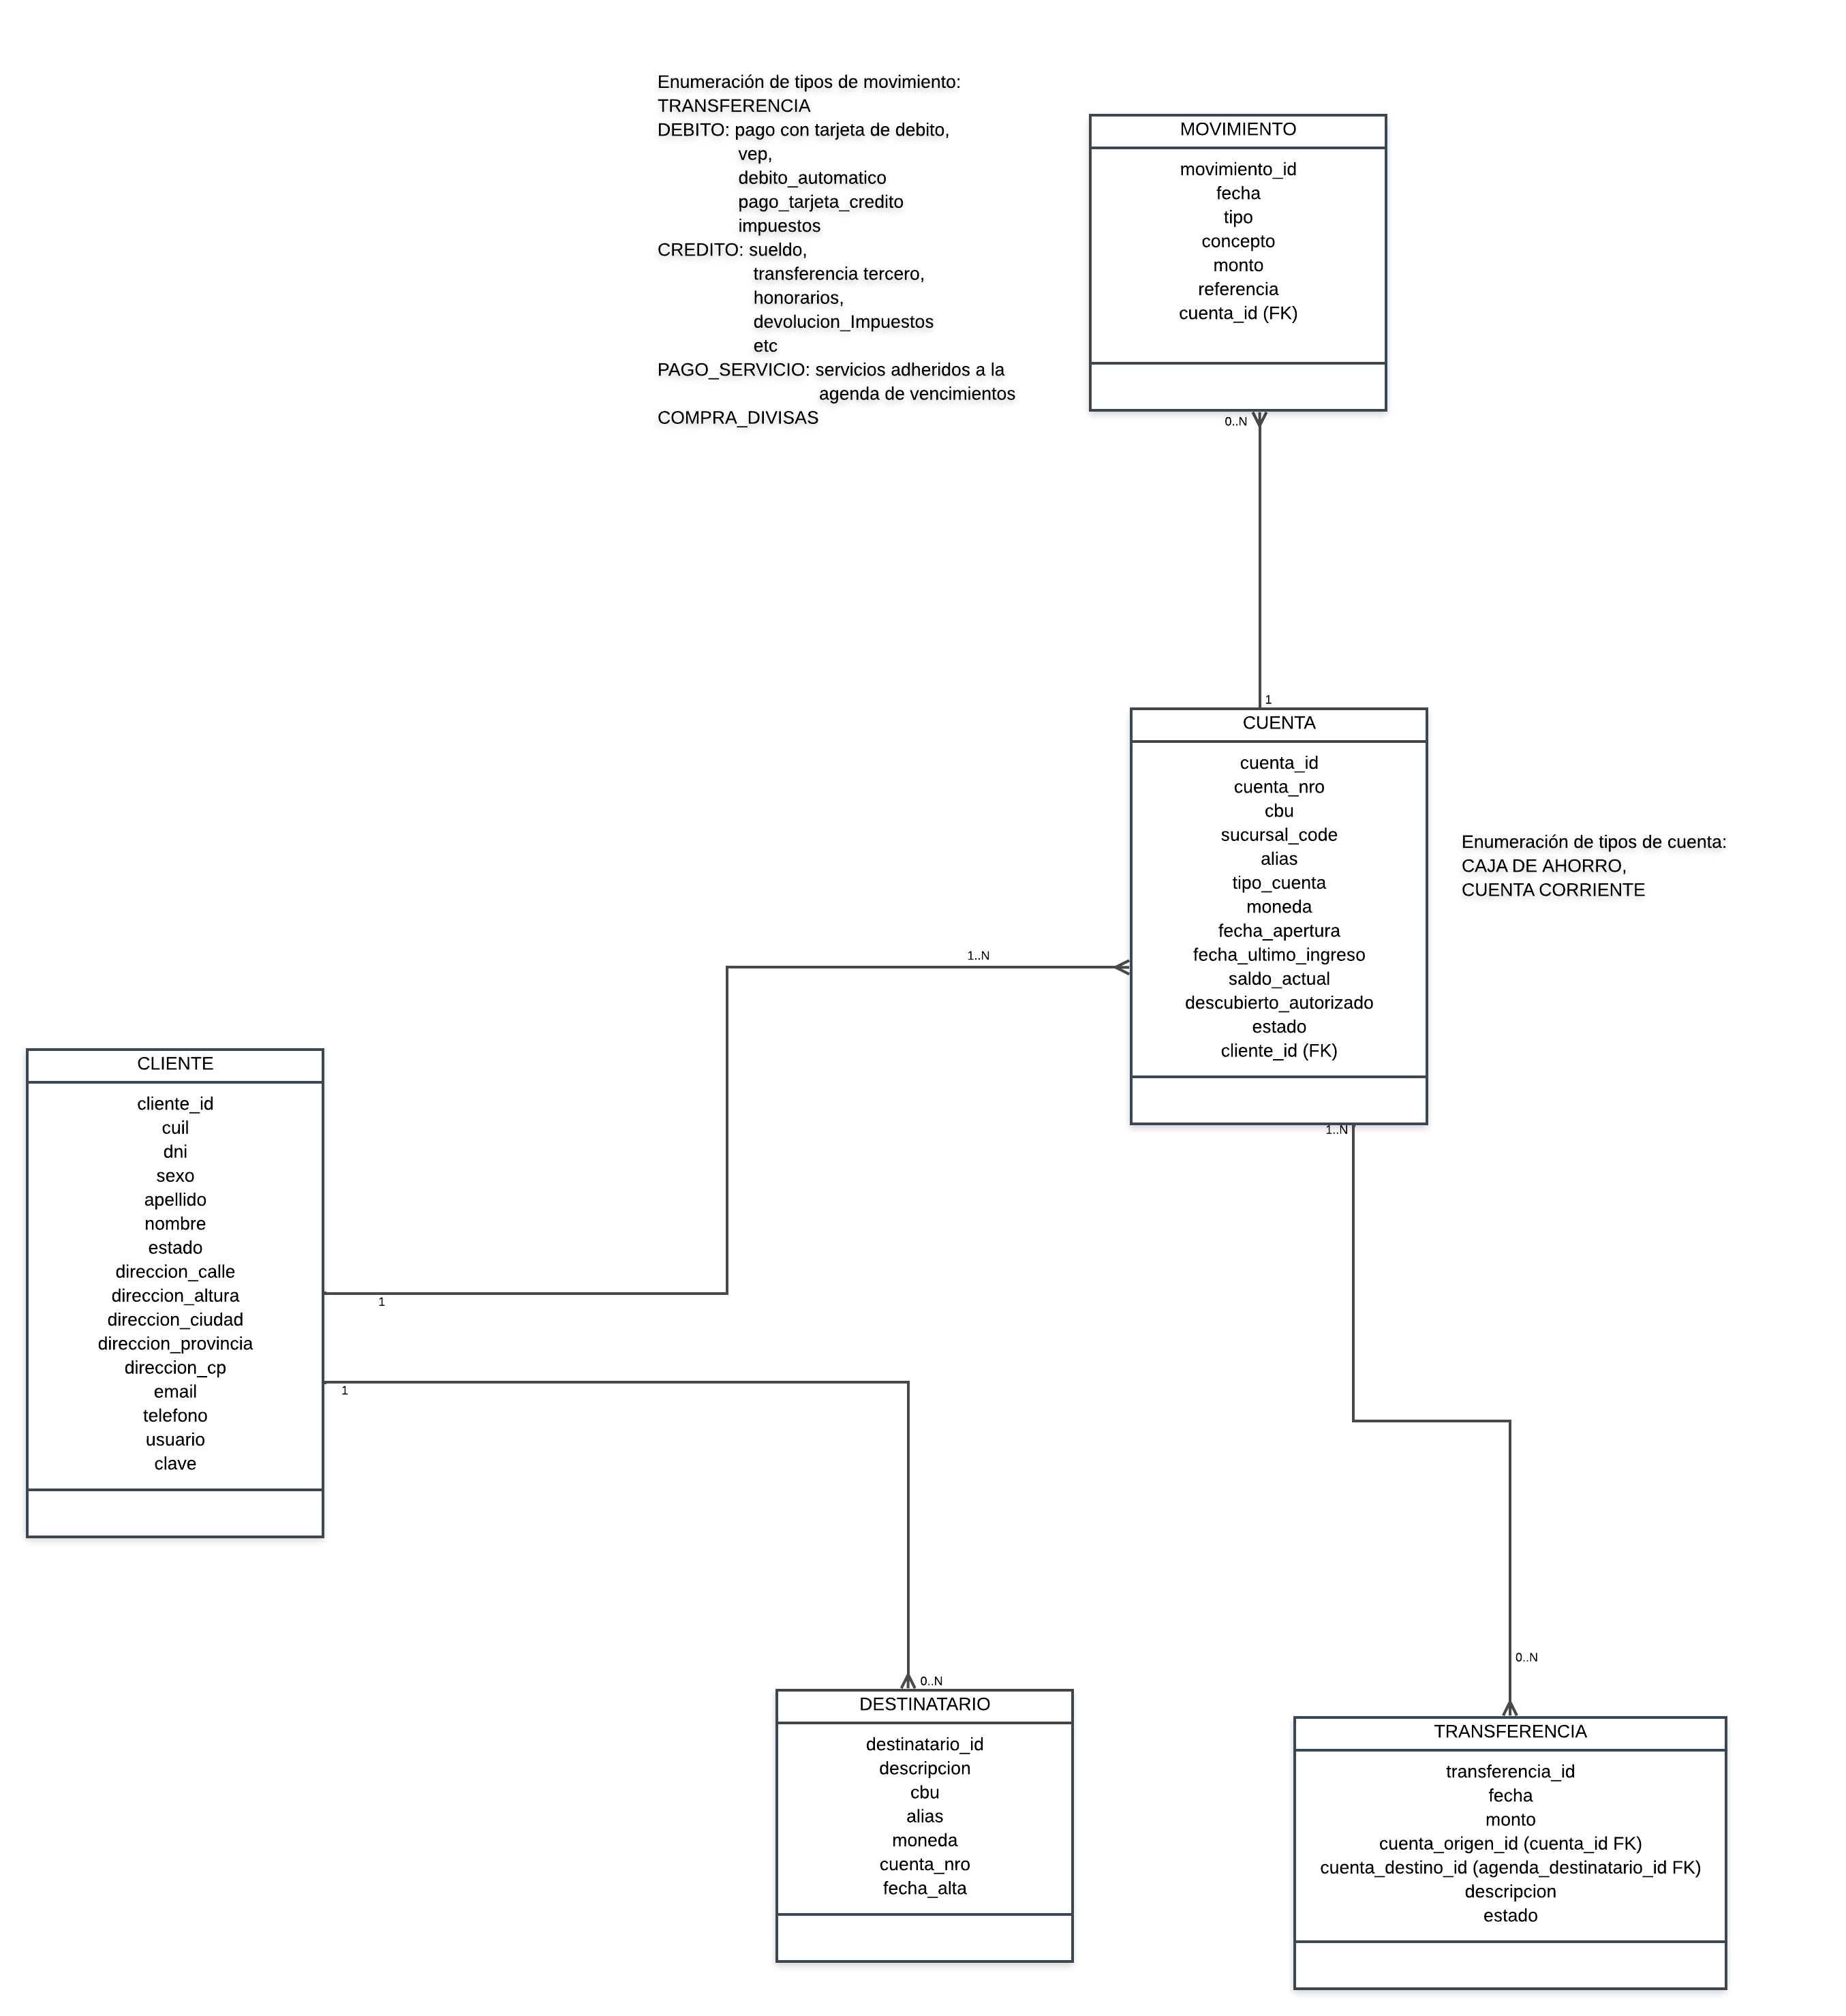 Enumeración de tipos de movimiento:
TRANSFERENCIA
DEBITO: pago con tarjeta de debito,
vep,
debito_automatico
pago_tarjeta_credito
impuestos
CREDITO: sueldo,
transferencia tercero,
honorarios,
devolucion_Impuestos
etc
PAGO_SERVICIO: servicios adheridos a la
agenda de vencimientos
COMPRA_DIVISAS
MOVIMIENTO
movimiento_id
fecha
tipo
concepto
monto
referencia
cuenta_id (FK)
0..N
1
CUENTA
cuenta_id
cuenta_nro
cbu
sucursal_code
alias
tipo_cuenta
moneda
fecha_apertura
fecha_ultimo_ingreso
saldo_actual
descubierto_autorizado
estado
cliente_id (FK)
Enumeración de tipos de cuenta:
CAJA DE AHORRO,
CUENTA CORRIENTE
1..N
1..N
CLIENTE
cliente_id
cuil
dni
sexo
apellido
nombre
estado
direccion_calle
direccion_altura
direccion_ciudad
direccion_provincia
direccion_cp
email
telefono
usuario
clave
1
1
0..N
0..N
DESTINATARIO
destinatario_id
descripcion
cbu
alias
moneda
cuenta_nro
fecha_alta
TRANSFERENCIA
transferencia_id
fecha
monto
cuenta_origen_id (cuenta_id FK)
cuenta_destino_id (agenda_destinatario_id FK)
descripcion
estado